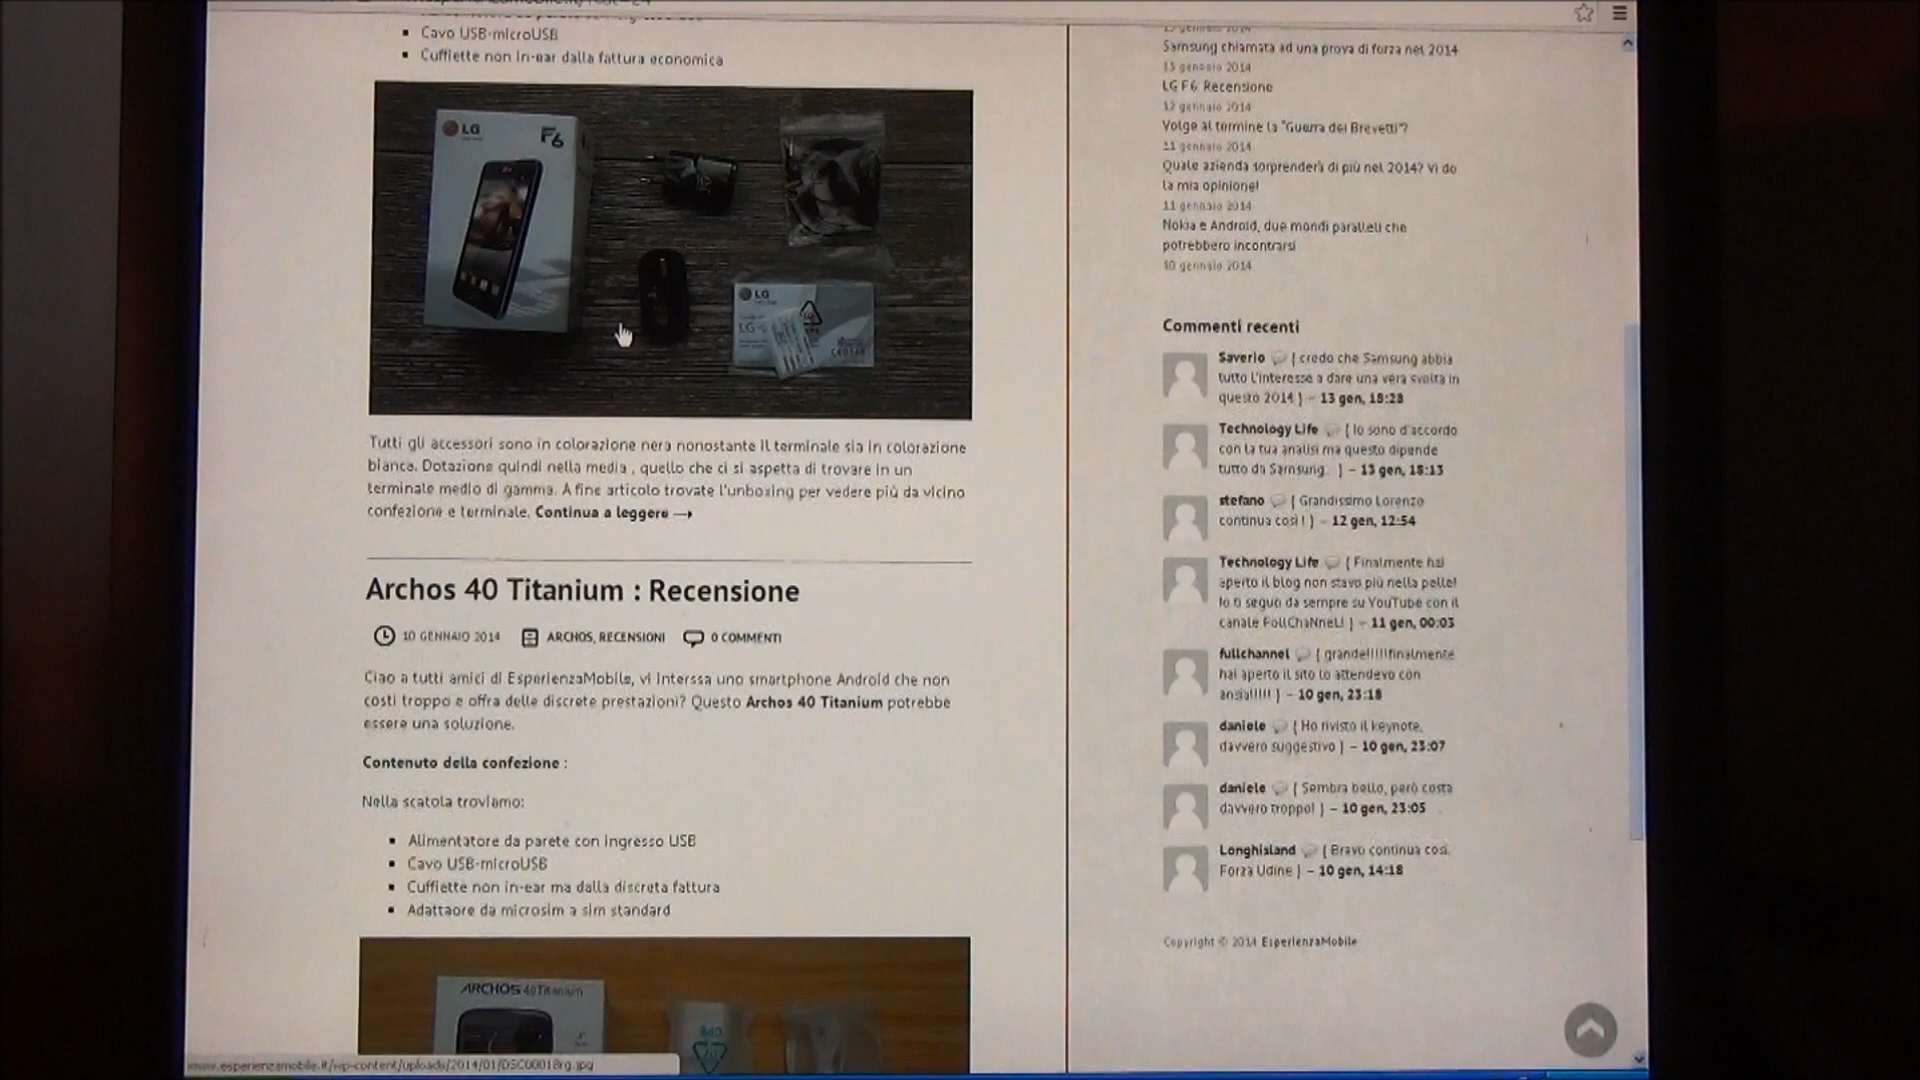 Cavo USB-microUSB
Cuffiette non in-ear dalla fattura economica
LG
F6
LG
LG-
CE0168
Tutti gli accessori sono in colorazione nera nonostante il terminale sia in colorazione
bianca. Dotazione quindi nella media , quello che ci si aspetta di trovare in un
terminale medio di gamma. A fine articolo trovate l'unboxing per vedere più da vicino
confezione e terminale. Continua a leggere →
Archos 40 Titanium : Recensione
10 GENNAIO 2014 ARCHOS, RECENSIONI 0 COMMENTI
Ciao a tutti amici di EsperienzaMobile, vi interssa uno smartphone Android che non
costi troppo e offra delle discrete prestazioni? Questo Archos 40 Titanium potrebbe
essere una soluzione.
Contenuto della confezione :
Nella scatola troviamo:
Alimentatore da parete con ingresso USB
Cavo USB-microUSB
Cuffiette non in-ear ma dalla discreta fattura
Adattaore da microsim a sim standard
ARCHOS 40 Titanium
www.esperienzamobile.it/wp-content/uploads/2014/01/DSC00018rg.jpg
Samsung chiamata ad una prova di forza nel 2014
13 gennaio 2014
LG F6: Recensione
12 gennaio 2014
Volge al termine la "Guerra dei Brevetti"?
11 gennaio 2014
Quale azienda sorprenderà di più nel 2014? Vi do
la mia opinione!
11 gennaio 2014
Nokia e Android, due mondi paralleli che
potrebbero incontrarsi
10 gennaio 2014
Commenti recenti
Saverio { credo che Samsung abbia
tutto l'interesse a dare una vera svolta in
questo 2014 } – 13 gen, 18:28
Technology Life { Io sono d'accordo
con la tua analisi ma questo dipende
tutto da Samsung. } – 13 gen, 18:13
stefano { Grandissimo Lorenzo
continua così ! } – 12 gen, 12:54
Technology Life { Finalmente hai
aperto il blog non stavo più nella pelle!
Io ti seguo da sempre su YouTube con il
canale FollChaNneL! } – 11 gen, 00:03
fullchannel { grande!!!!!finalmente
hai aperto il sito lo attendevo con
ansia!!!!! } – 10 gen, 23:18
daniele { Ho rivisto il keynote,
davvero suggestivo } – 10 gen, 23:07
daniele { Sembra bello, però costa
davvero troppo! } – 10 gen, 23:05
Longhisland { Bravo continua così.
Forza Udine } – 10 gen, 14:18
Copyright © 2014 EsperienzaMobile